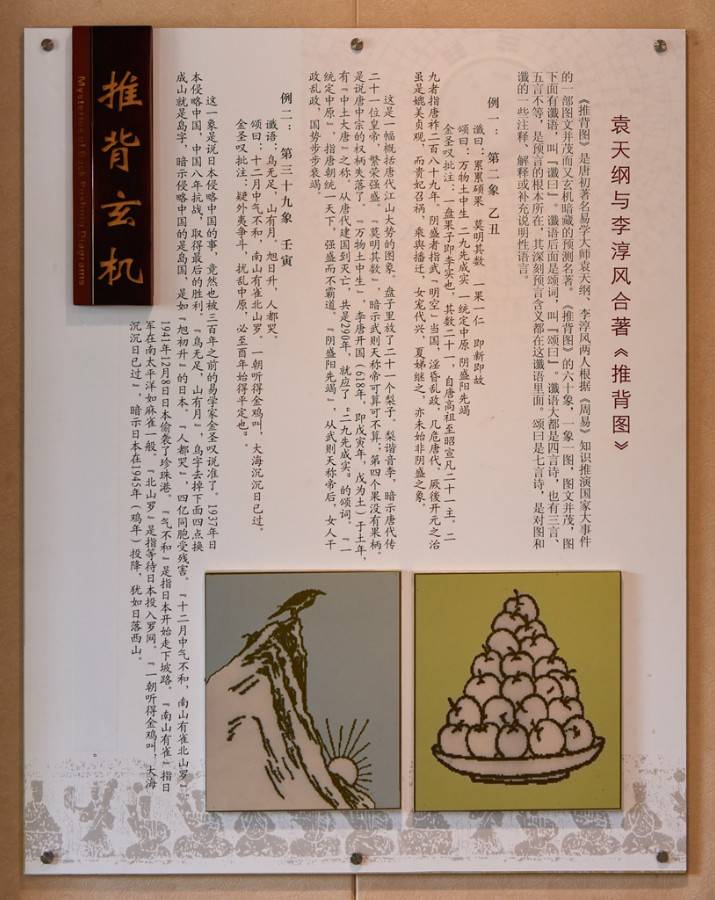 袁天纲与李淳风合著《推背图》
《推背图》是唐初著名易学大师袁天纲、李淳风两人根据《周易》知识推演国家大事件
的一部图文并茂而又玄机暗藏的预测名著。《推背图》的六十象，一象一图，图文并茂，图
下面有谶语，叫『谶曰』。谶语后面是颂词，叫『颂曰』。谶语大都是四言诗，也有三言、
五言不等，是预言的根本所在，其深刻预言含义都在这谶语里面。颂曰是七言诗，是对图和
谶的一些注释、解释或补充说明性语言。
例一：第二象 乙丑
谶曰：累累硕果 莫明其数 一果一仁 即新即故
颂曰：万物土中生 二九先成实 一统定中原 阴盛阳先竭
金圣叹批注：一盘果子即李实也，其数二十一，自唐高祖至昭宣凡二十一主。二
九者指唐祚二百八十九年。阴盛者指武『明空』当国，淫昏乱政，几危唐代。厥後开元之治
虽是媲美贞观，而贵妃召祸，乘舆播迁，女宠代兴，夏娣继之，亦未始非阴盛之象。
这是一幅概括唐代江山大势的图象。盘子里放了二十一个梨子。梨谐音李，暗示唐代传
二十一位皇帝，繁荣强盛。『莫明其数』，暗示武则天称帝可算可不算；第四个果没有果柄。
是说唐中宗的权柄失落了。『万物土中生』，李唐开国（618年，即戊寅年，戊为土）于土年，
有『中土大唐』之称。从唐代建国到灭亡，共是290年，就应了『二九先成实』的颂词。『一
统定中原』，指唐朝统一天下，强盛而不霸道。『阴盛阳先竭』，从武则天称帝后，女人干
政乱政，国势步步衰竭。
例二：第三十九象 壬寅
谶语：鸟无足，山有月。旭日升，人都哭。
颂曰：十二月中气不和，南山有雀北山罗。一朝听得金鸡叫，大海沉沉日已过。
金圣叹批注：疑外夷争斗，扰乱中原，必至酉年始得平定也。
这一象是说日本侵略中国的事，竟然也被三百年之前的易学家金圣叹说准了。1937年日
本侵略中国，中国八年抗战，取得最后的胜利。『鸟无足，山有月』，鸟字去掉下面四点换
成山就是岛字，暗示侵略中国的是岛国，是如『旭初升』的日本。『人都哭』，四亿同胞受残害。『十二月中气不和，南山有雀北山罗』，
1941年12月8日日本偷袭了珍珠港。『气不和』是指日本开始走下坡路。『南山有雀』指日
军在南太平洋如麻雀一般，『北山罗』是指等待日本投入罗网。『一朝听得金鸡叫，大海
沉沉日已过』，暗示日本在1945年（鸡年）投降，犹如日落西山。
推背玄机